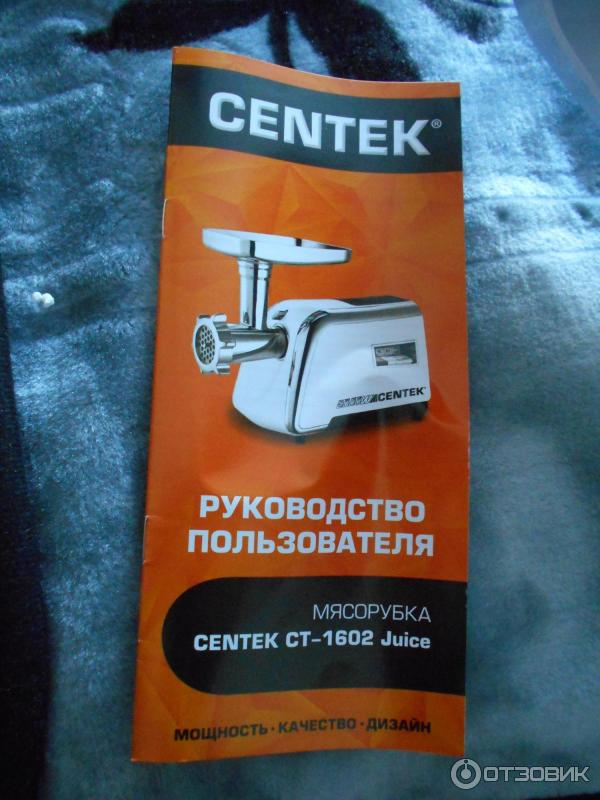 CENTEK®
CENTEK®
РУКОВОДСТВО
ПОЛЬЗОВАТЕЛЯ
МЯСОРУБКА
CENTEK CT-1602 Juice
МОЩНОСТЬ · КАЧЕСТВО · ДИЗАЙН
ОТЗОВИК